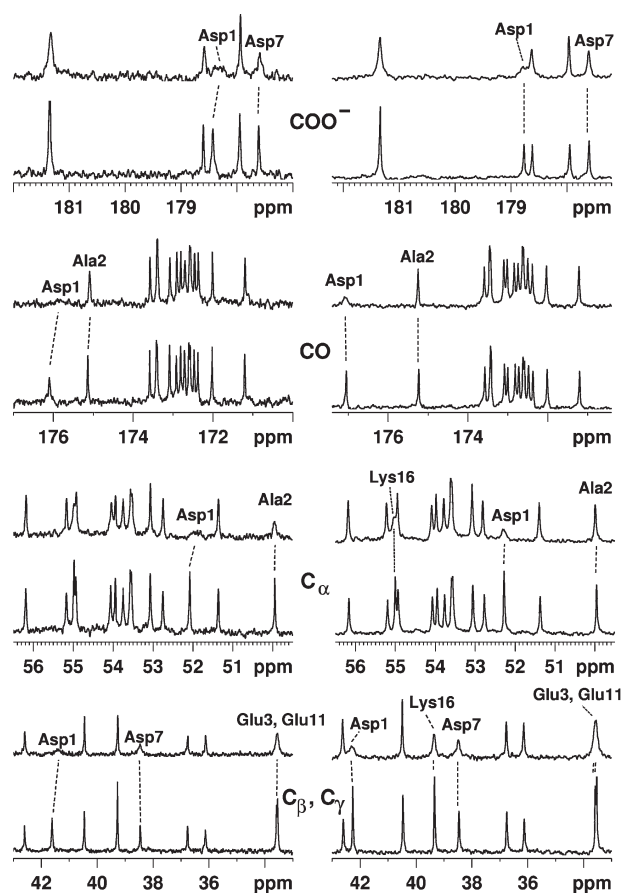 Asp1
Asp7
Asp1
Asp7
COO⁻
181 180 179 ppm
181 180 179 ppm
Asp1
Ala2
Asp1
Ala2
CO
176 174 172 ppm
176 174 ppm
Asp1
Ala2
Lys16
Asp1
Ala2
Cα
56 55 54 53 52 51 ppm
56 55 54 53 52 51 ppm
Asp1
Asp7
Glu3, Glu11
Asp1
Lys16
Asp7
Glu3, Glu11
Cβ, Cγ
42 40 38 36 ppm
42 40 38 36 ppm